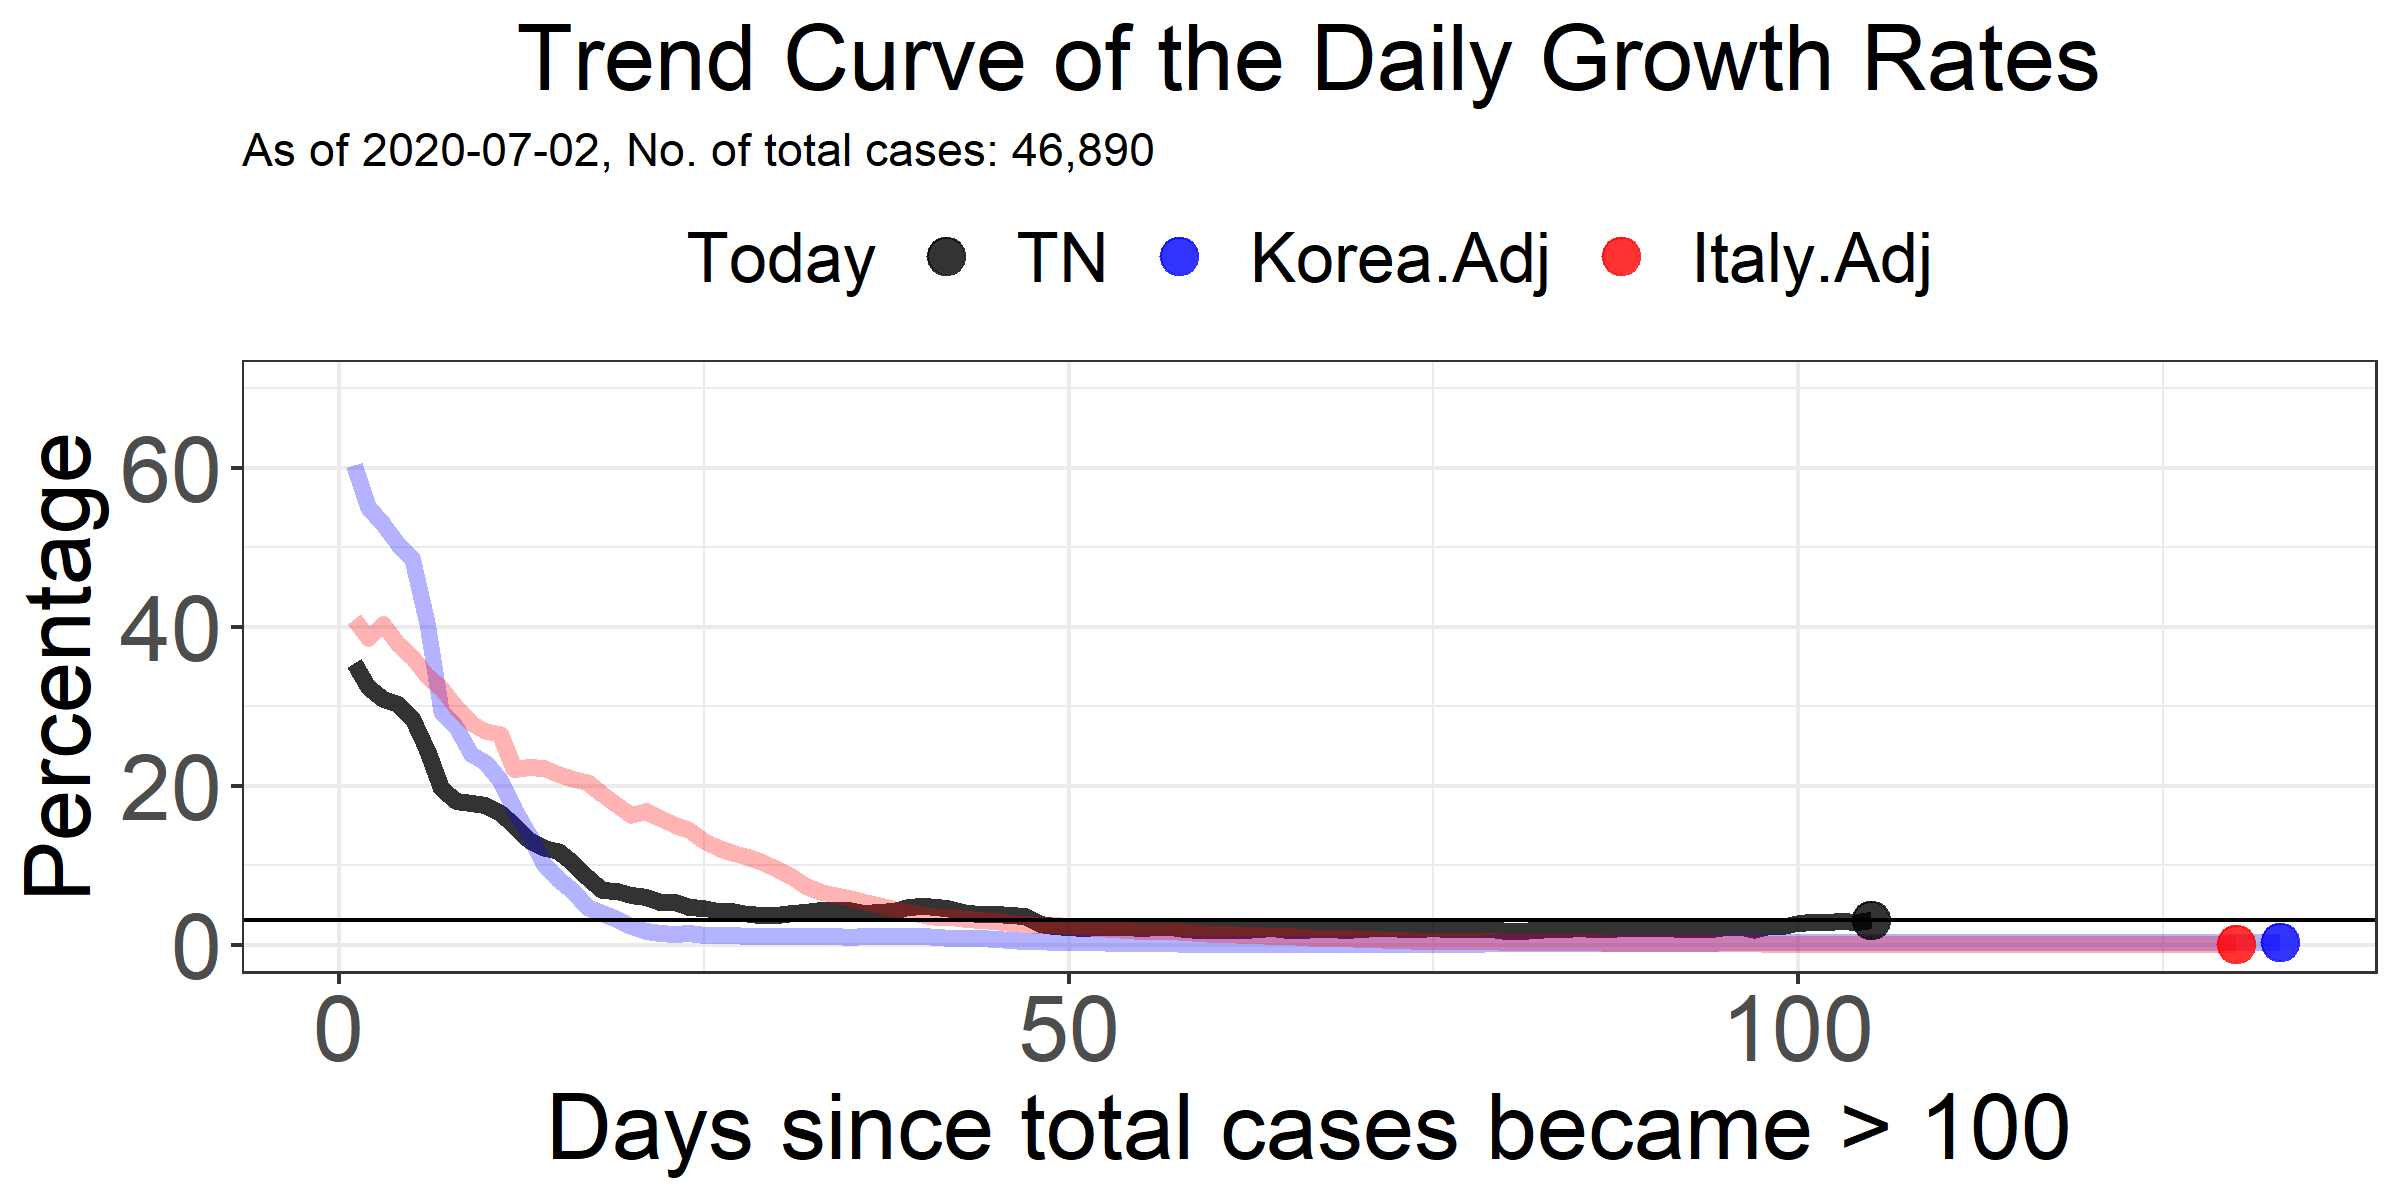 Trend Curve of the Daily Growth Rates
As of 2020-07-02, No. of total cases: 46,890
Today TN Korea.Adj Italy.Adj
Percentage
60
40
20
0
0 50 100
Days since total cases became > 100